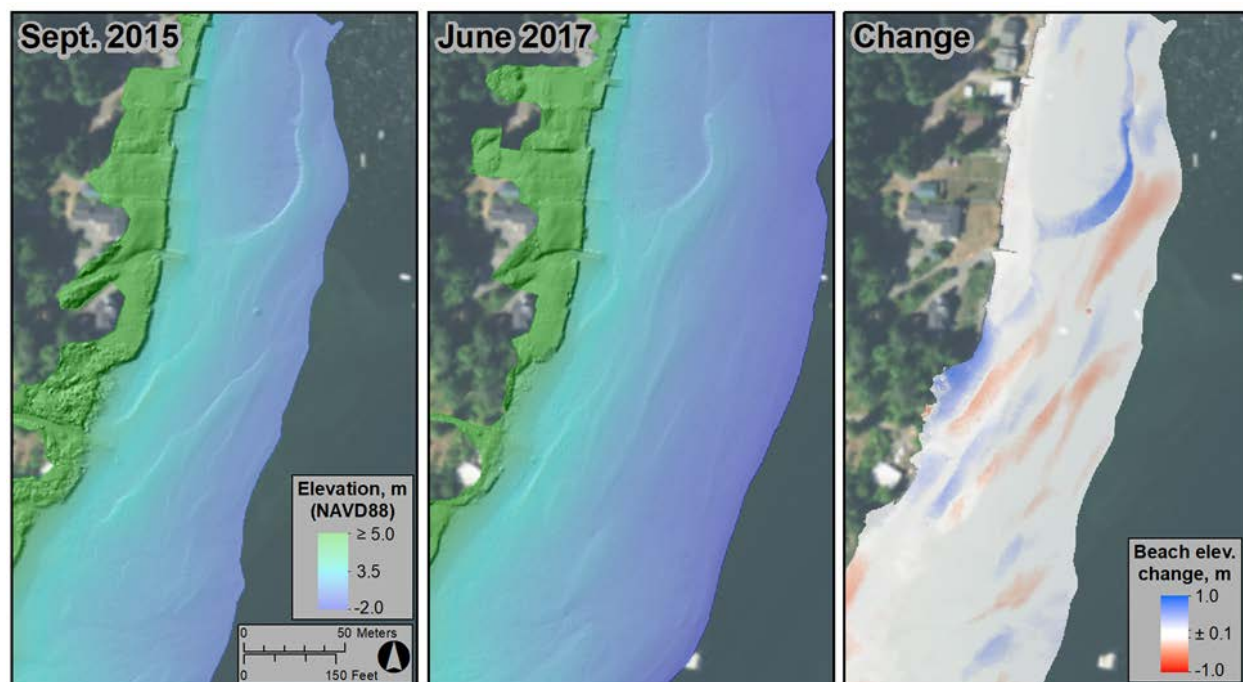 Sept. 2015
June 2017
Change
Elevation, m
(NAVD88)
≥ 5.0
3.5
-2.0
0 50 Meters
0 150 Feet
Beach elev.
change, m
1.0
± 0.1
-1.0